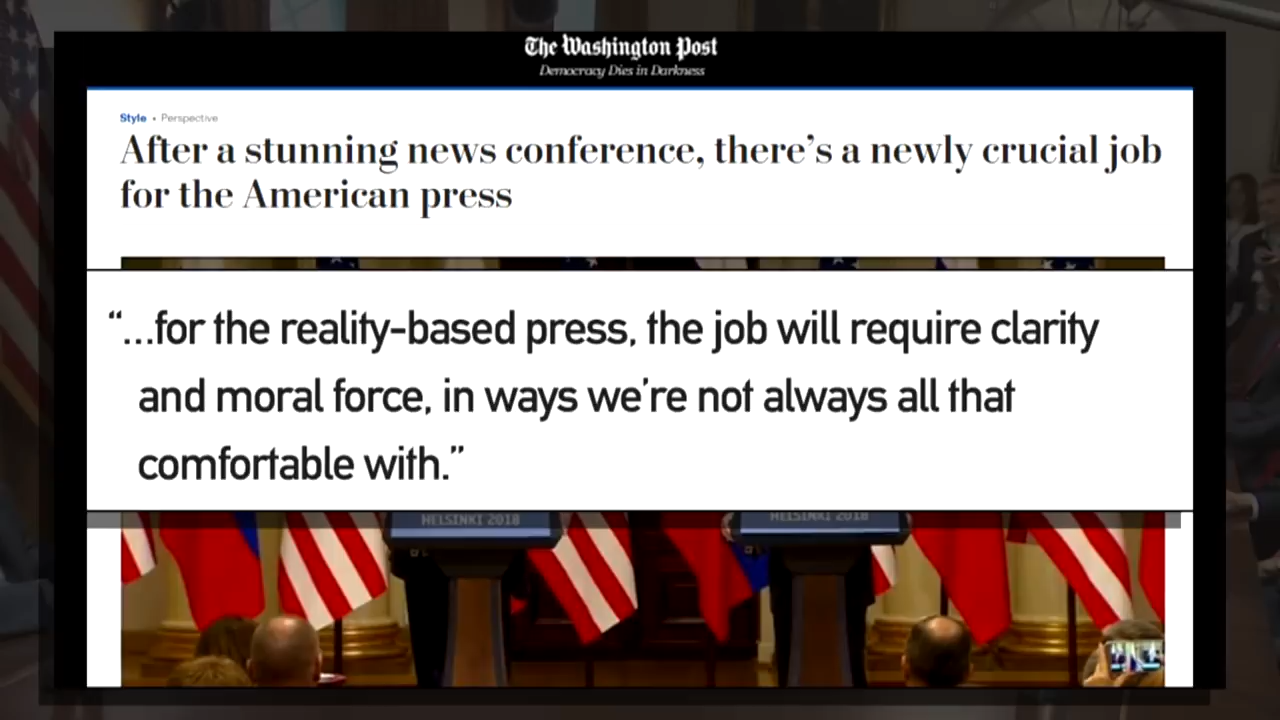 The Washington Post
Democracy Dies in Darkness
Style • Perspective
After a stunning news conference, there's a newly crucial job
for the American press
“...for the reality-based press, the job will require clarity
and moral force, in ways we're not always all that
comfortable with.”
HELSINKI 2018
HELSINKI 2018